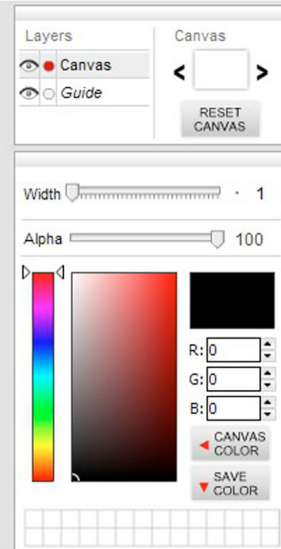 Layers
Canvas
Canvas
Guide
< >
RESET
CANVAS
Width 1
Alpha 100
R: 0
G: 0
B: 0
CANVAS
COLOR
SAVE
COLOR